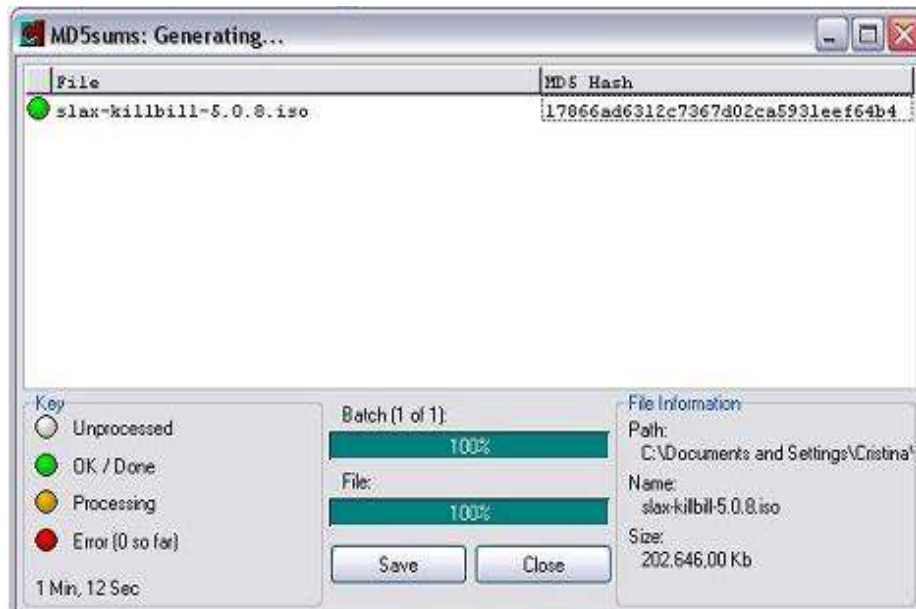 MD5sums: Generating...
File MD5 Hash
slax-killbill-5.0.8.iso 17866ad6312c7367d02ca5931eef64b4
Key
Unprocessed
OK / Done
Processing
Error (0 so far)
1 Min, 12 Sec
Batch (1 of 1):
100%
File:
100%
Save Close
File Information
Path:
C:\Documents and Settings\Cristina\
Name:
slax-killbill-5.0.8.iso
Size:
202.646,00 Kb